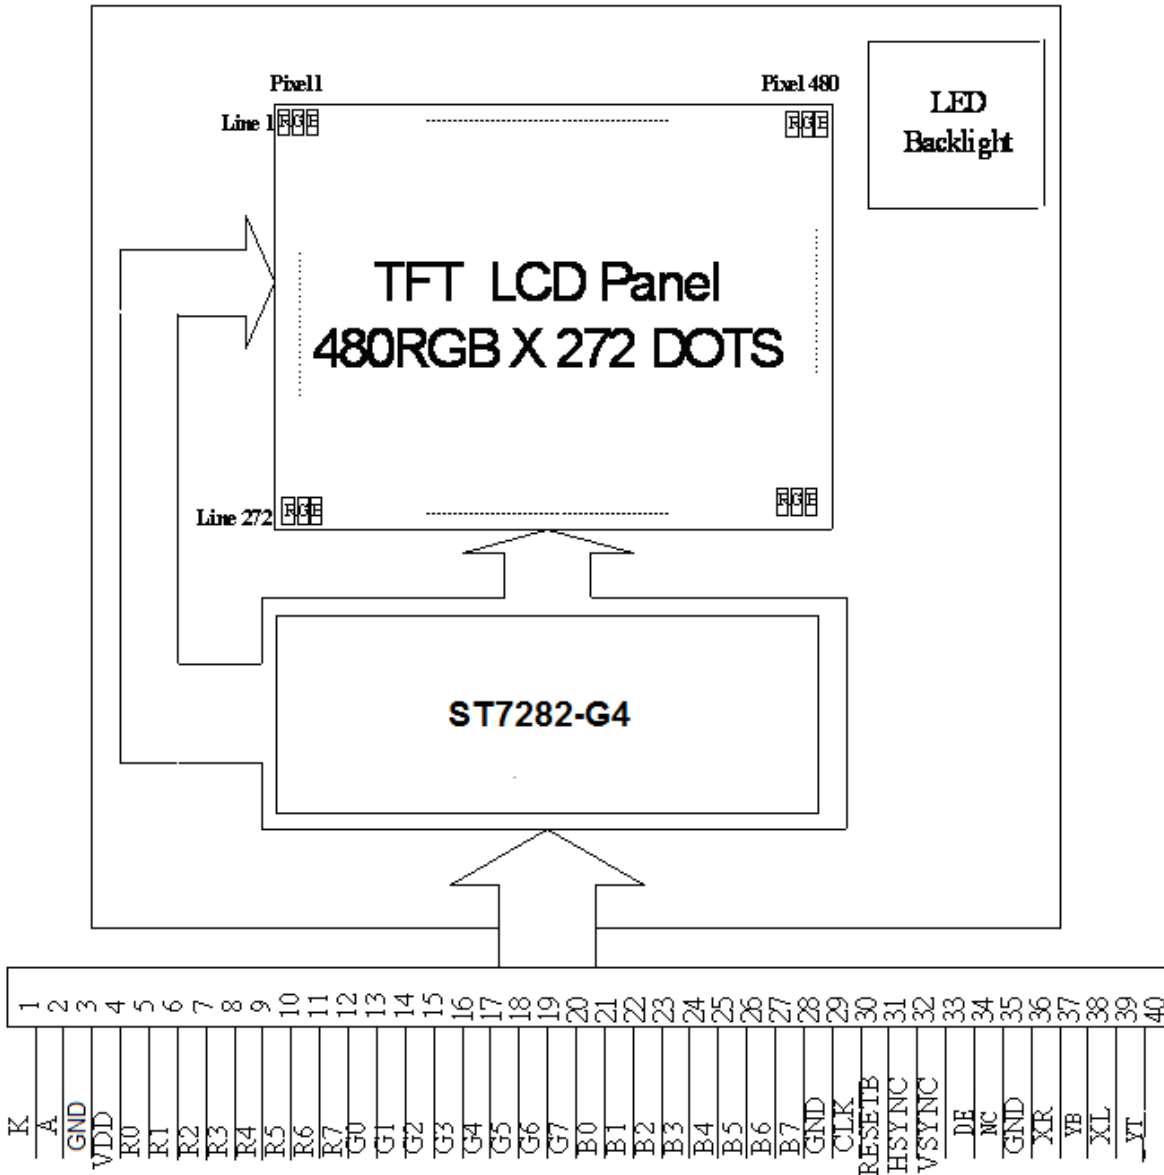 Pixel1
Pixel 480
LED
Backlight
Line 1
R G B
R G B
TFT LCD Panel
480RGB X 272 DOTS
Line 272
R G B
R G B
ST7282-G4
1 2 3 4 5 6 7 8 9 10 11 12 13 14 15 16 17 18 19 20 21 22 23 24 25 26 27 28 29 30 31 32 33 34 35 36 37 38 39 40
K A GND VDD R0 R1 R2 R3 R4 R5 R6 R7 G0 G1 G2 G3 G4 G5 G6 G7 B0 B1 B2 B3 B4 B5 B6 B7 GND CLK RESETB HSYNC VSYNC DE NC GND XR YB XL YT